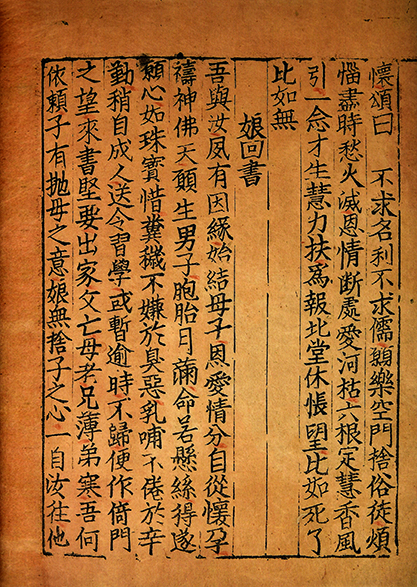 懷頌曰　不求名利不求儒願樂空門捨俗徒煩
惱盡時愁火滅恩情斷處愛河枯六根定慧香風
引一念才生慧力扶爲報北堂休帳望比如死了
比如無
娘回書
吾與汝夙有因緣始結母子恩愛情分自從懷孕
禱神佛天願生男子胞胎月滿命若懸絲得遂
願心如珠寶惜糞穢不嫌於臭惡乳哺不倦於辛
勤稍自成人送令習學或暫逾時不歸便作倚門
之望來書堅要出家父亡母老兄薄弟寒吾何
依賴子有抛母之意娘無捨子之心一自汝往他